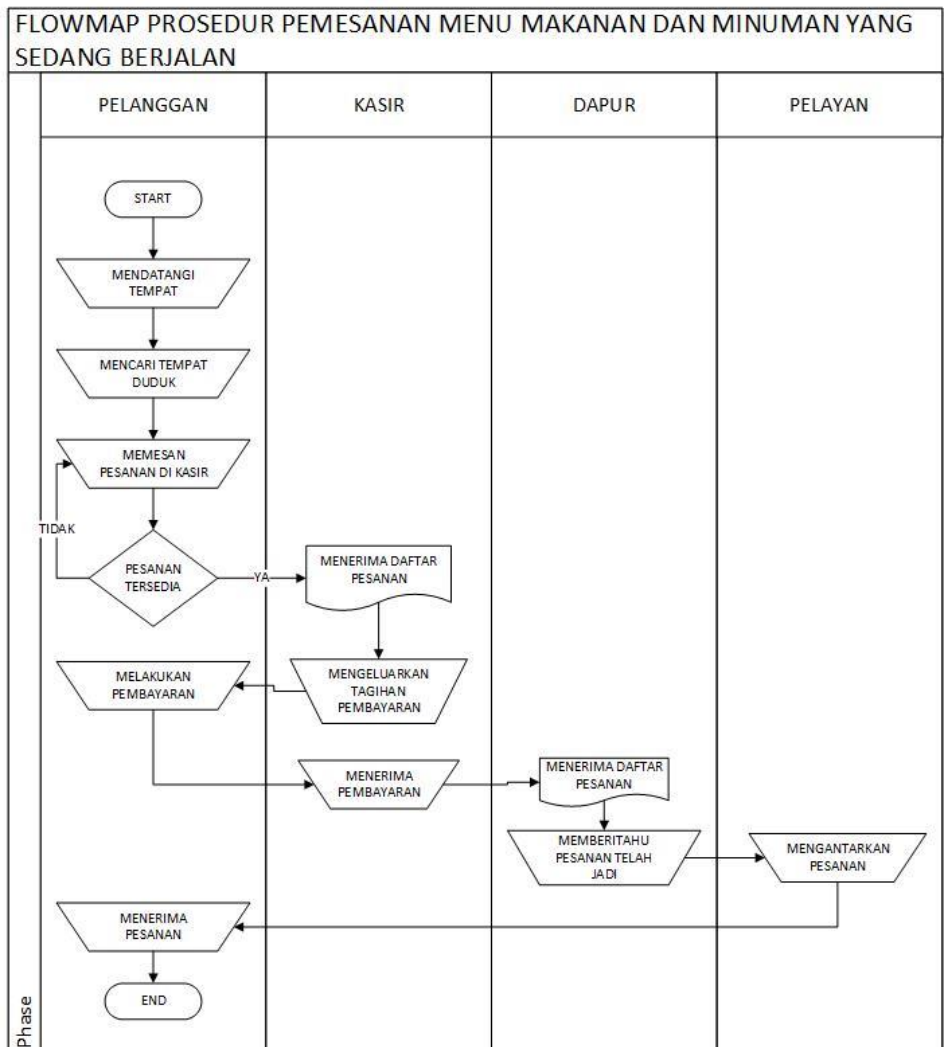 FLOWMAP PROSEDUR PEMESANAN MENU MAKANAN DAN MINUMAN YANG
SEDANG BERJALAN
PELANGGAN
KASIR
DAPUR
PELAYAN
START
MENDATANGI
TEMPAT
MENCARI TEMPAT
DUDUK
MEMESAN
PESANAN DI KASIR
TIDAK
PESANAN
TERSEDIA
YA
MENERIMA DAFTAR
PESANAN
MENGELUARKAN
TAGIHAN
PEMBAYARAN
MELAKUKAN
PEMBAYARAN
MENERIMA
PEMBAYARAN
MENERIMA DAFTAR
PESANAN
MEMBERITAHU
PESANAN TELAH
JADI
MENGANTARKAN
PESANAN
MENERIMA
PESANAN
END
Phase